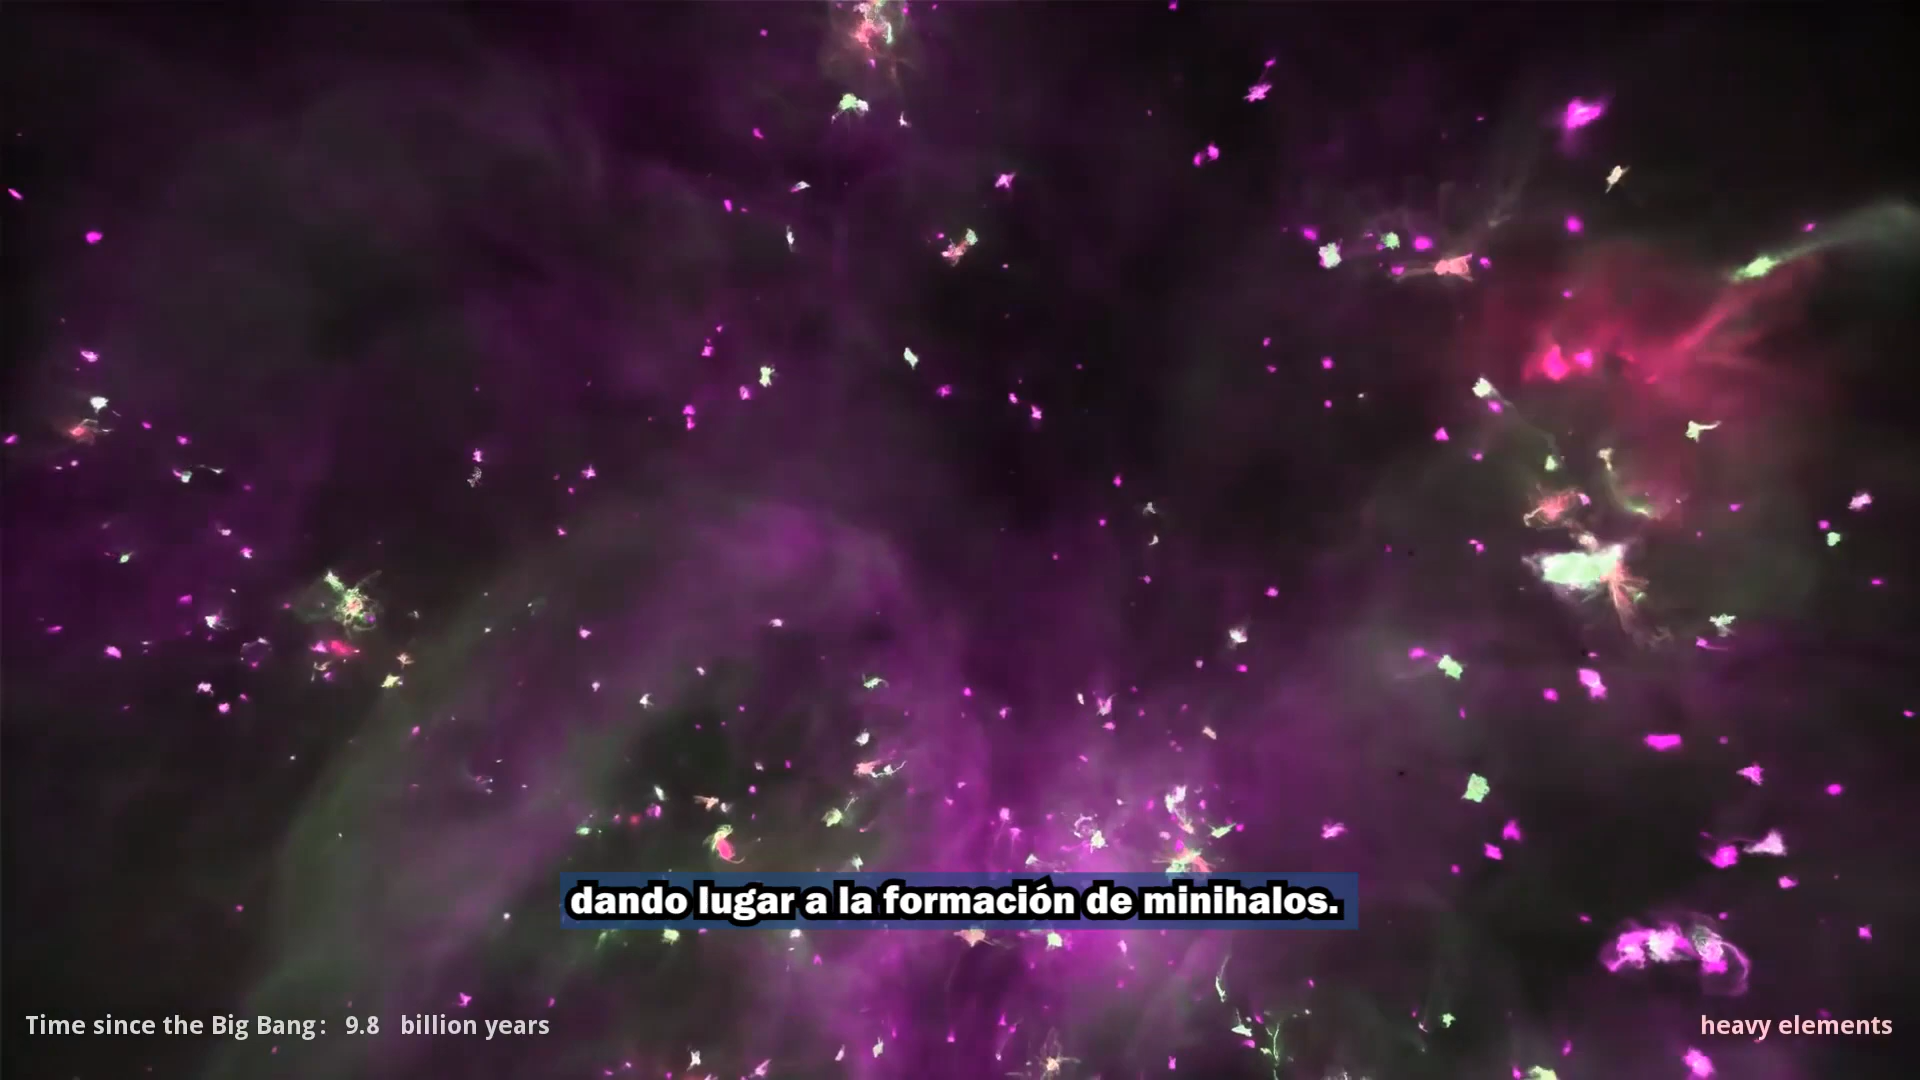 dando lugar a la formación de minihalos.
Time since the Big Bang: 9.8 billion years
heavy elements